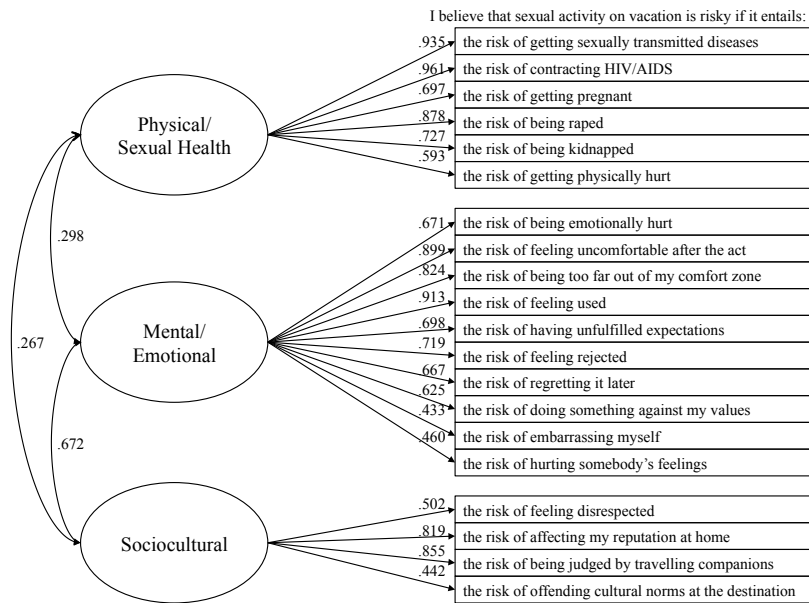 I believe that sexual activity on vacation is risky if it entails:
.935
the risk of getting sexually transmitted diseases
.961
the risk of contracting HIV/AIDS
.697
the risk of getting pregnant
.878
the risk of being raped
.727
the risk of being kidnapped
.593
the risk of getting physically hurt
Physical/
Sexual Health
.298
.671
the risk of being emotionally hurt
.899
the risk of feeling uncomfortable after the act
.824
the risk of being too far out of my comfort zone
.913
the risk of feeling used
.698
the risk of having unfulfilled expectations
.719
the risk of feeling rejected
.667
the risk of regretting it later
.625
the risk of doing something against my values
.433
the risk of embarrassing myself
.460
the risk of hurting somebody's feelings
Mental/
Emotional
.267
.672
.502
the risk of feeling disrespected
.819
the risk of affecting my reputation at home
.855
the risk of being judged by travelling companions
.442
the risk of offending cultural norms at the destination
Sociocultural